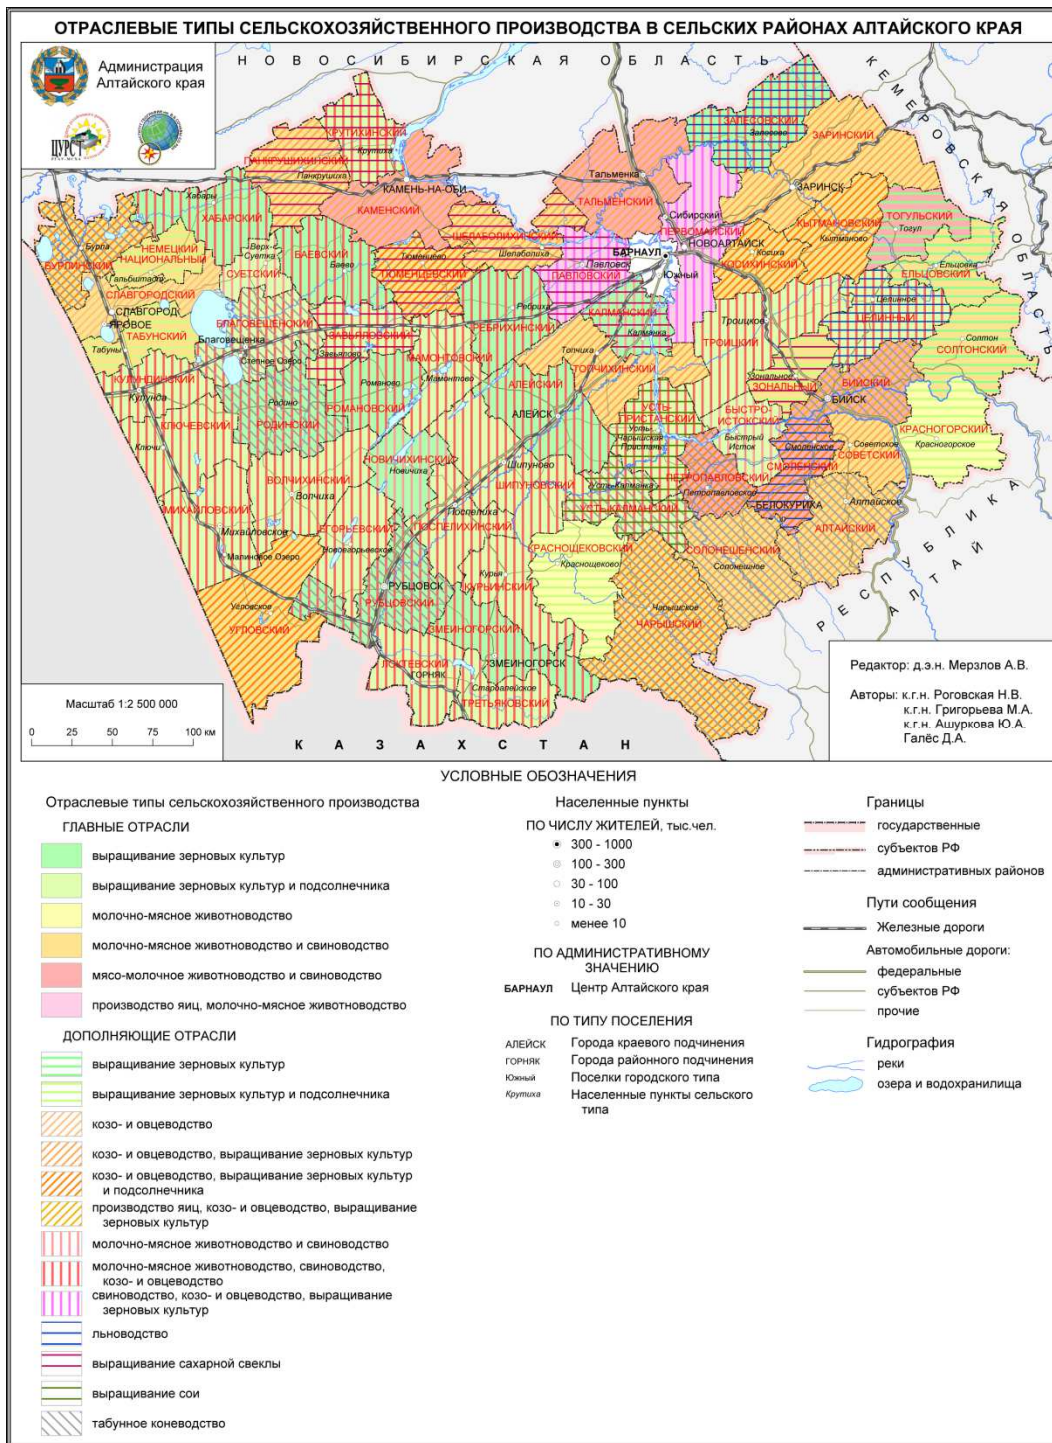 ОТРАСЛЕВЫЕ ТИПЫ СЕЛЬСКОХОЗЯЙСТВЕННОГО ПРОИЗВОДСТВА В СЕЛЬСКИХ РАЙОНАХ АЛТАЙСКОГО КРАЯ
Администрация
Алтайского края
ЦУРСТ
НОВОСИБИРСКАЯ ОБЛАСТЬ
КЕМЕРОВСКАЯ ОБЛАСТЬ
КРУТИХИНСКИЙ
Крутиха
ПАНКРУШИХИНСКИЙ
Панкрушиха
ЗАЛЕСОВСКИЙ
Залесово
ЗАРИНСКИЙ
ЗАРИНСК
Тальменка
ТАЛЬМЕНСКИЙ
КАМЕНЬ-НА-ОБИ
КАМЕНСКИЙ
Хабары
ХАБАРСКИЙ
Сибирский
ПЕРВОМАЙСКИЙ
НОВОАЛТАЙСК
КЫТМАНОВСКИЙ
Кытманово
ТОГУЛЬСКИЙ
Тогул
ШЕЛАБОЛИХИНСКИЙ
Шелаболиха
Бурла
БУРЛИНСКИЙ
НЕМЕЦКИЙ
НАЦИОНАЛЬНЫЙ
Гальбштадт
Верх-
Суетка
СУЕТСКИЙ
БАЕВСКИЙ
Баево
Тюменцево
ТЮМЕНЦЕВСКИЙ
БАРНАУЛ
Павловск
ПАВЛОВСКИЙ
Южный
Косиха
КОСИХИНСКИЙ
Ельцовка
ЕЛЬЦОВСКИЙ
СЛАВГОРОДСКИЙ
СЛАВГОРОД
ЯРОВОЕ
ТАБУНСКИЙ
Табуны
БЛАГОВЕЩЕНСКИЙ
Благовещенка
Степное Озеро
ЗАВЬЯЛОВСКИЙ
Завьялово
Ребриха
РЕБРИХИНСКИЙ
КАЛМАНСКИЙ
Калманка
Троицкое
ТРОИЦКИЙ
Целинное
ЦЕЛИННЫЙ
Солтон
СОЛТОНСКИЙ
МАМОНТОВСКИЙ
Мамонтово
Топчиха
ТОПЧИХИНСКИЙ
КУЛУНДИНСКИЙ
Кулунда
Родино
РОДИНСКИЙ
Романово
РОМАНОВСКИЙ
АЛЕЙСКИЙ
АЛЕЙСК
Зональное
ЗОНАЛЬНЫЙ
БИЙСКИЙ
БИЙСК
КЛЮЧЕВСКИЙ
Ключи
УСТЬ-
ПРИСТАНСКИЙ
Усть-
Чарышская
Пристань
БЫСТРО-
ИСТОКСКИЙ
Быстрый
Исток
Смоленское
СМОЛЕНСКИЙ
Советское
СОВЕТСКИЙ
КРАСНОГОРСКИЙ
Красногорское
НОВИЧИХИНСКИЙ
Новичиха
Шипуново
ШИПУНОВСКИЙ
ВОЛЧИХИНСКИЙ
Волчиха
ПЕТРОПАВЛОВСКИЙ
Петропавловское
Усть-Калманка
УСТЬ-КАЛМАНСКИЙ
БЕЛОКУРИХА
Алтайское
АЛТАЙСКИЙ
МИХАЙЛОВСКИЙ
Михайловское
Малиновое Озеро
ЕГОРЬЕВСКИЙ
Новоегорьевское
Поспелиха
ПОСПЕЛИХИНСКИЙ
КРАСНОЩЕКОВСКИЙ
Краснощеково
СОЛОНЕШЕНСКИЙ
Солонешное
РЕСПУБЛИКА
АЛТАЙ
Курья
КУРЬИНСКИЙ
РУБЦОВСК
РУБЦОВСКИЙ
Чарышское
ЧАРЫШСКИЙ
Угловское
УГЛОВСКИЙ
ЗМЕИНОГОРСКИЙ
ЗМЕИНОГОРСК
ЛОКТЕВСКИЙ
ГОРНЯК
Староалейское
ТРЕТЬЯКОВСКИЙ
КАЗАХСТАН
Масштаб 1:2 500 000
0 20 40 60 100 км
Редактор: д.э.н. Мерзлов А.В.
Авторы: к.г.н. Роговская Н.В.
к.г.н. Григорьева М.А.
к.г.н. Ашуркова Ю.А.
Галёс Д.А.
УСЛОВНЫЕ ОБОЗНАЧЕНИЯ
Отраслевые типы сельскохозяйственного производства
ГЛАВНЫЕ ОТРАСЛИ
выращивание зерновых культур
выращивание зерновых культур и подсолнечника
молочно-мясное животноводство
молочно-мясное животноводство и свиноводство
мясо-молочное животноводство и свиноводство
производство яиц, молочно-мясное животноводство
ДОПОЛНЯЮЩИЕ ОТРАСЛИ
выращивание зерновых культур
выращивание зерновых культур и подсолнечника
козо- и овцеводство
козо- и овцеводство, выращивание зерновых культур
козо- и овцеводство, выращивание зерновых культур
и подсолнечника
производство яиц, козо- и овцеводство, выращивание
зерновых культур
молочно-мясное животноводство и свиноводство
молочно-мясное животноводство, свиноводство,
козо- и овцеводство
свиноводство, козо- и овцеводство, выращивание
зерновых культур
льноводство
выращивание сахарной свеклы
выращивание сои
табунное коневодство
Населенные пункты
ПО ЧИСЛУ ЖИТЕЛЕЙ, тыс.чел.
300 - 1000
100 - 300
30 - 100
10 - 30
менее 10
ПО АДМИНИСТРАТИВНОМУ
ЗНАЧЕНИЮ
БАРНАУЛ Центр Алтайского края
ПО ТИПУ ПОСЕЛЕНИЯ
АЛЕЙСК Города краевого подчинения
ГОРНЯК Города районного подчинения
Южный Поселки городского типа
Крутиха Населенные пункты сельского
типа
Границы
государственные
субъектов РФ
административных районов
Пути сообщения
Железные дороги
Автомобильные дороги:
федеральные
субъектов РФ
прочие
Гидрография
реки
озера и водохранилища